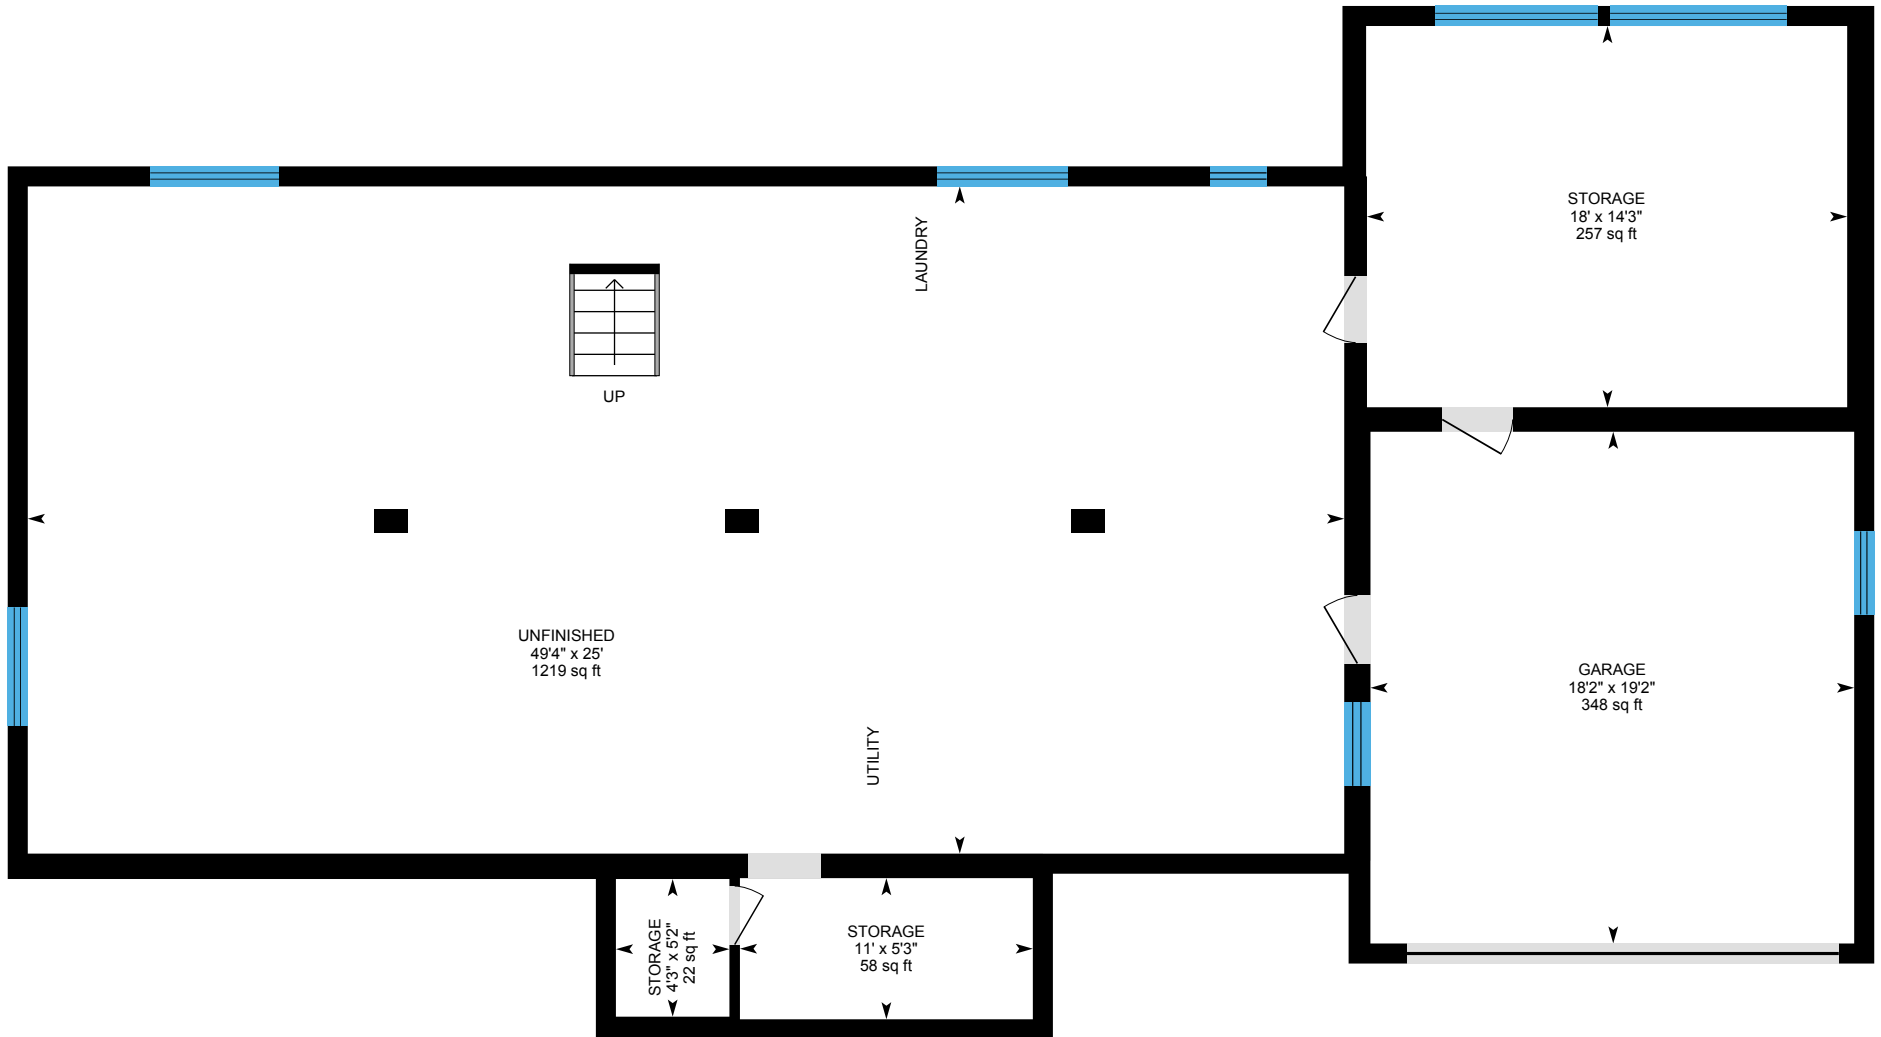 STORAGE
18' x 14'3"
257 sq ft
LAUNDRY
UP
UNFINISHED
49'4" x 25'
1219 sq ft
GARAGE
18'2" x 19'2"
348 sq ft
UTILITY
STORAGE
4'3" x 5'2"
22 sq ft
STORAGE
11' x 5'3"
58 sq ft